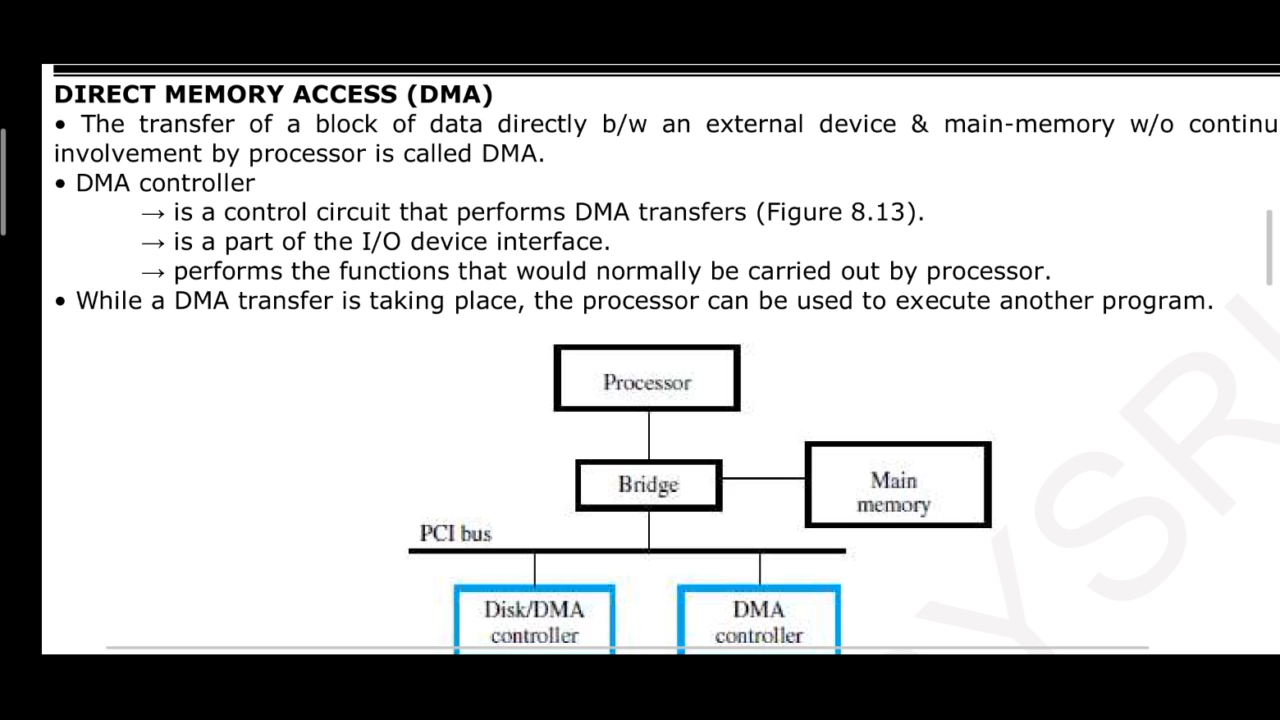 DIRECT MEMORY ACCESS (DMA)
• The transfer of a block of data directly b/w an external device & main-memory w/o continu
involvement by processor is called DMA.
• DMA controller
→ is a control circuit that performs DMA transfers (Figure 8.13).
→ is a part of the I/O device interface.
→ performs the functions that would normally be carried out by processor.
• While a DMA transfer is taking place, the processor can be used to execute another program.
Processor
Bridge
Main
memory
PCI bus
Disk/DMA
controller
DMA
controller